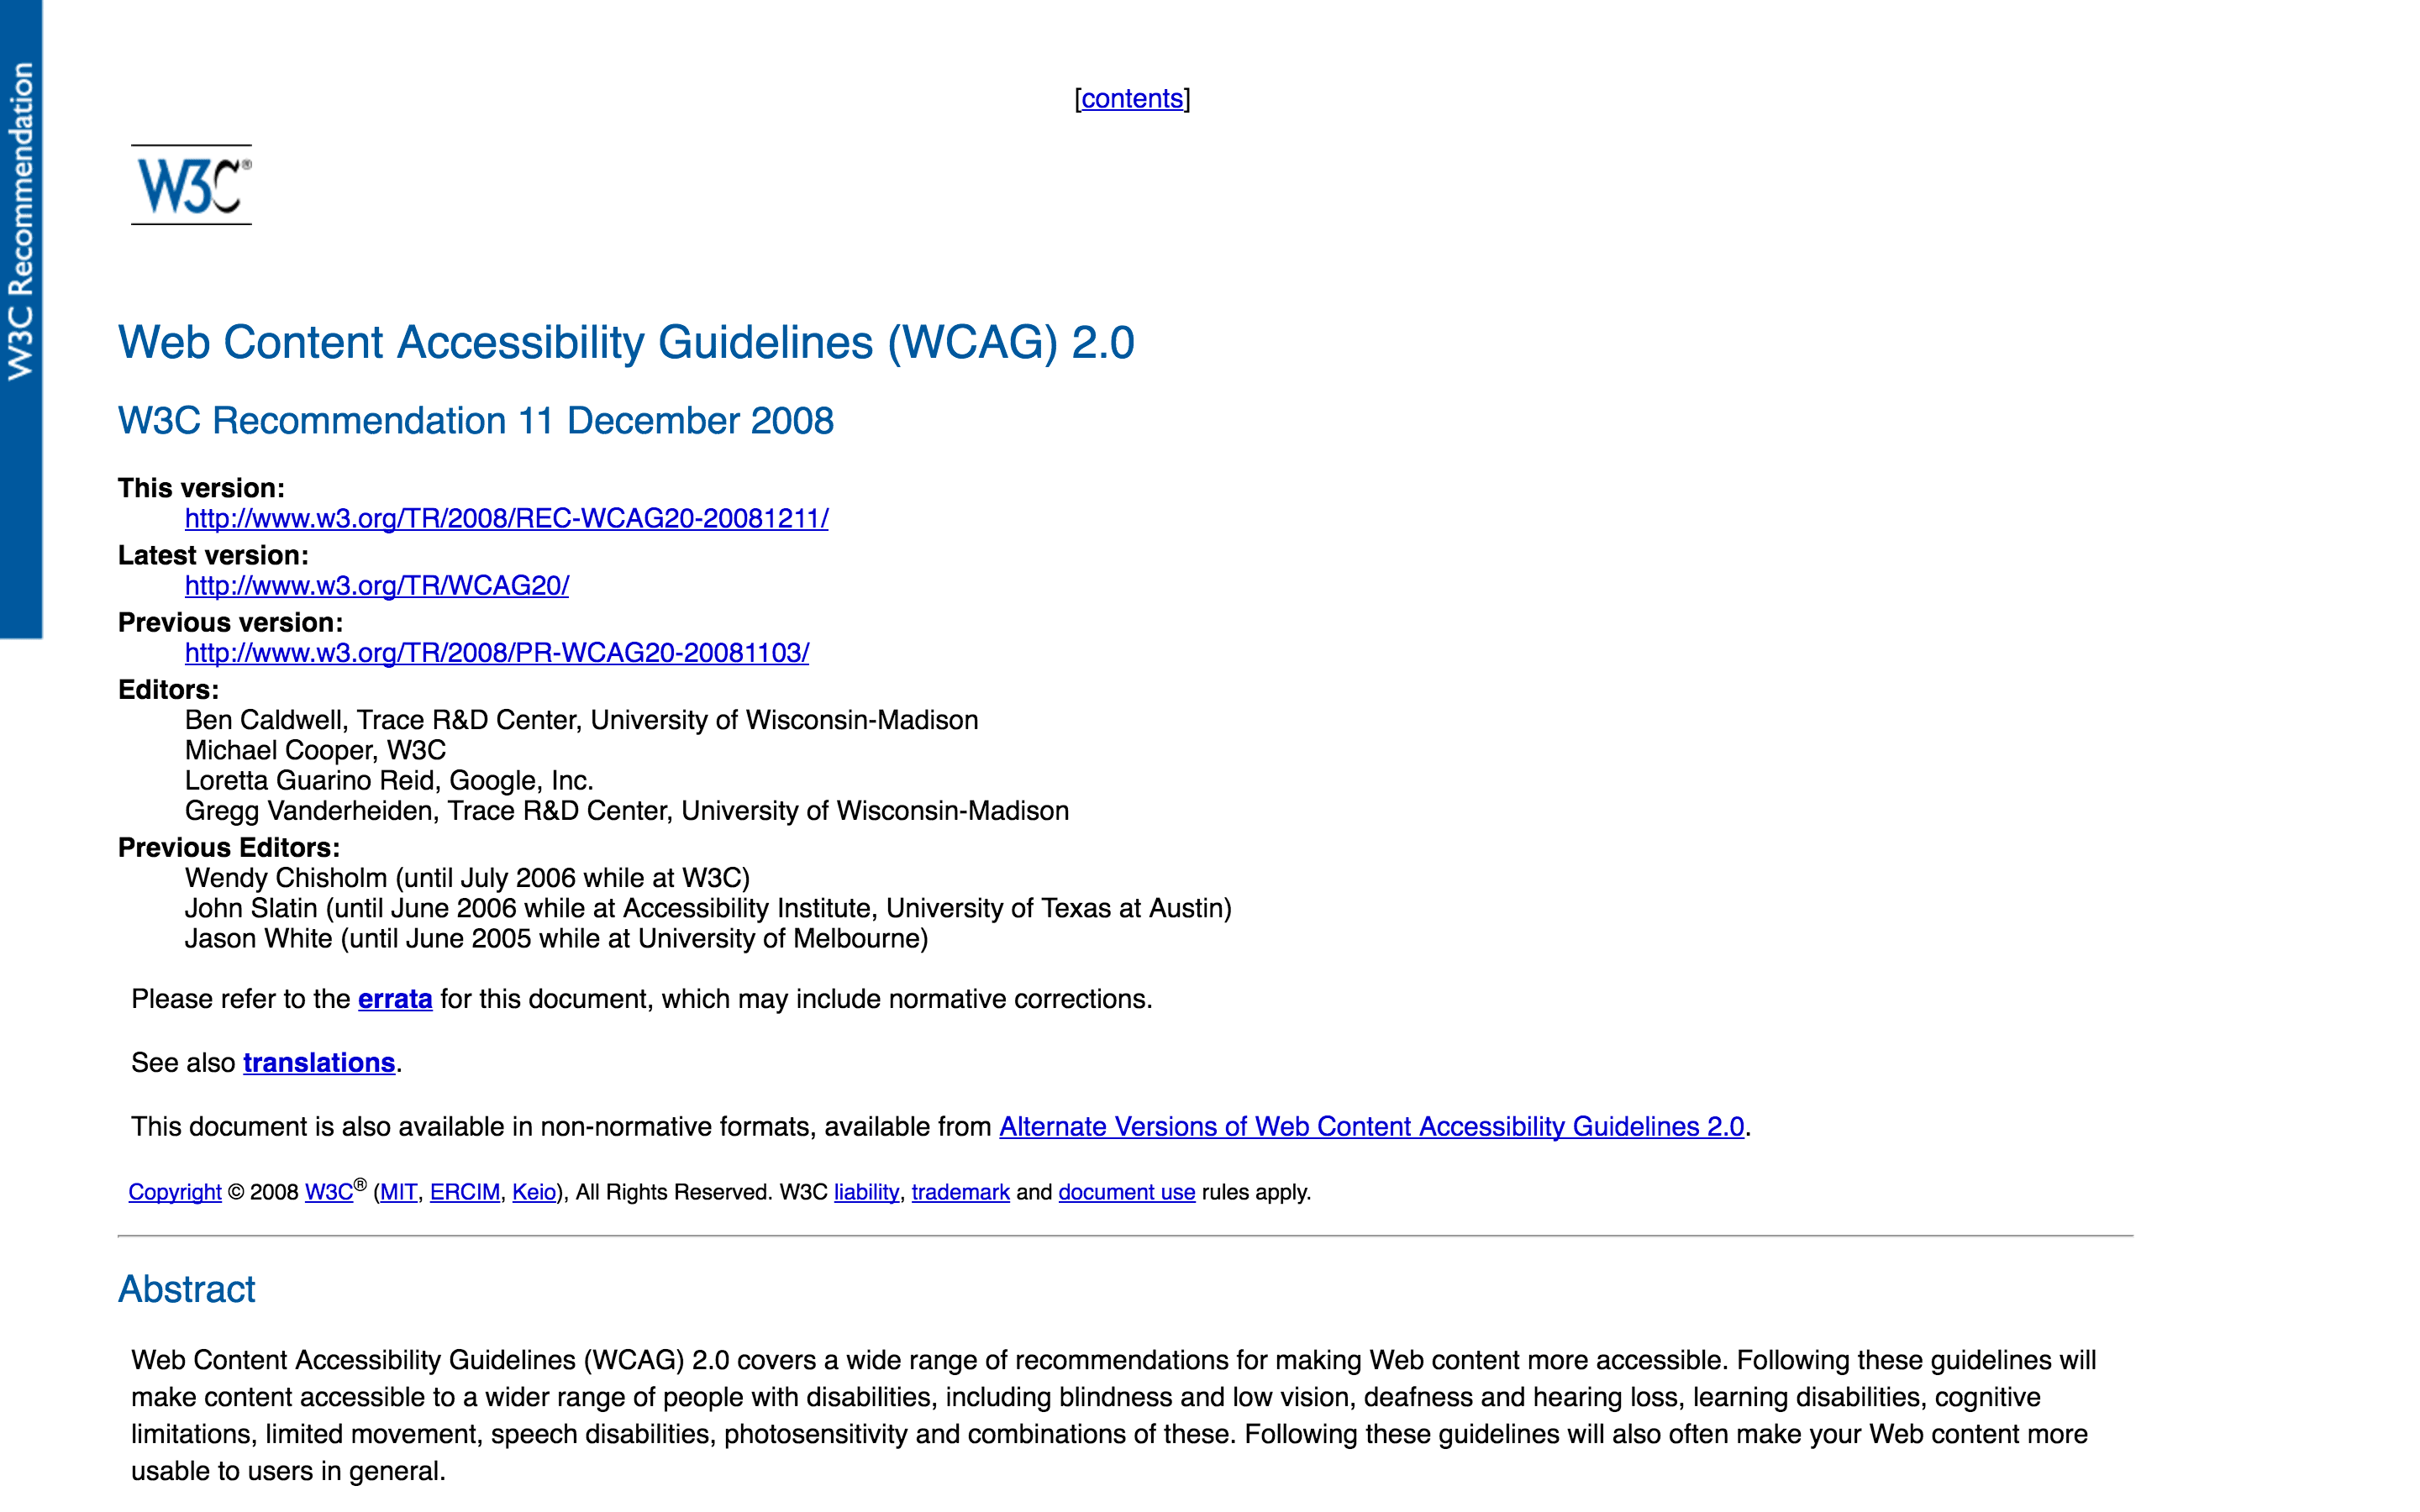 W3C Recommendation
[contents]
W3C®
Web Content Accessibility Guidelines (WCAG) 2.0
W3C Recommendation 11 December 2008
This version:
http://www.w3.org/TR/2008/REC-WCAG20-20081211/
Latest version:
http://www.w3.org/TR/WCAG20/
Previous version:
http://www.w3.org/TR/2008/PR-WCAG20-20081103/
Editors:
Ben Caldwell, Trace R&D Center, University of Wisconsin-Madison
Michael Cooper, W3C
Loretta Guarino Reid, Google, Inc.
Gregg Vanderheiden, Trace R&D Center, University of Wisconsin-Madison
Previous Editors:
Wendy Chisholm (until July 2006 while at W3C)
John Slatin (until June 2006 while at Accessibility Institute, University of Texas at Austin)
Jason White (until June 2005 while at University of Melbourne)
Please refer to the errata for this document, which may include normative corrections.
See also translations.
This document is also available in non-normative formats, available from Alternate Versions of Web Content Accessibility Guidelines 2.0.
Copyright © 2008 W3C® (MIT, ERCIM, Keio), All Rights Reserved. W3C liability, trademark and document use rules apply.
Abstract
Web Content Accessibility Guidelines (WCAG) 2.0 covers a wide range of recommendations for making Web content more accessible. Following these guidelines will
make content accessible to a wider range of people with disabilities, including blindness and low vision, deafness and hearing loss, learning disabilities, cognitive
limitations, limited movement, speech disabilities, photosensitivity and combinations of these. Following these guidelines will also often make your Web content more
usable to users in general.